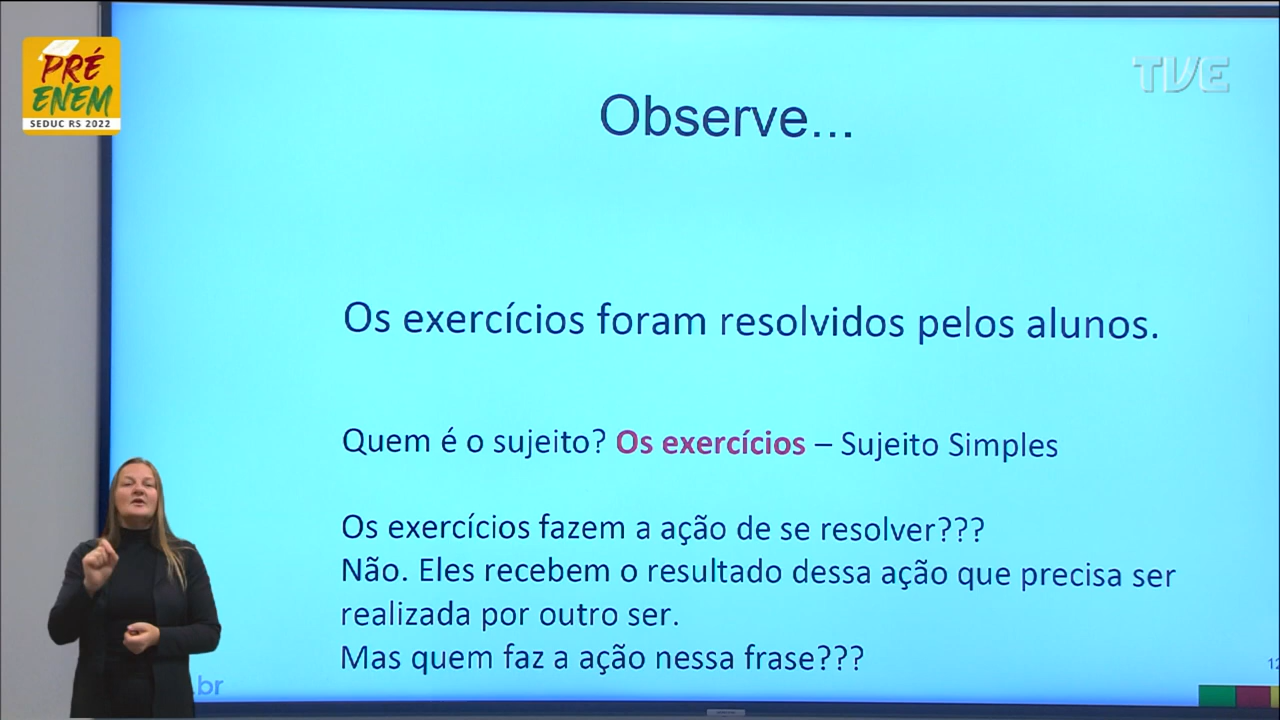 PRÉ
ENEM
SEDUC RS 2022
TVE
Observe...
Os exercícios foram resolvidos pelos alunos.
Quem é o sujeito? Os exercícios – Sujeito Simples
Os exercícios fazem a ação de se resolver???
Não. Eles recebem o resultado dessa ação que precisa ser
realizada por outro ser.
Mas quem faz a ação nessa frase???
12
.br